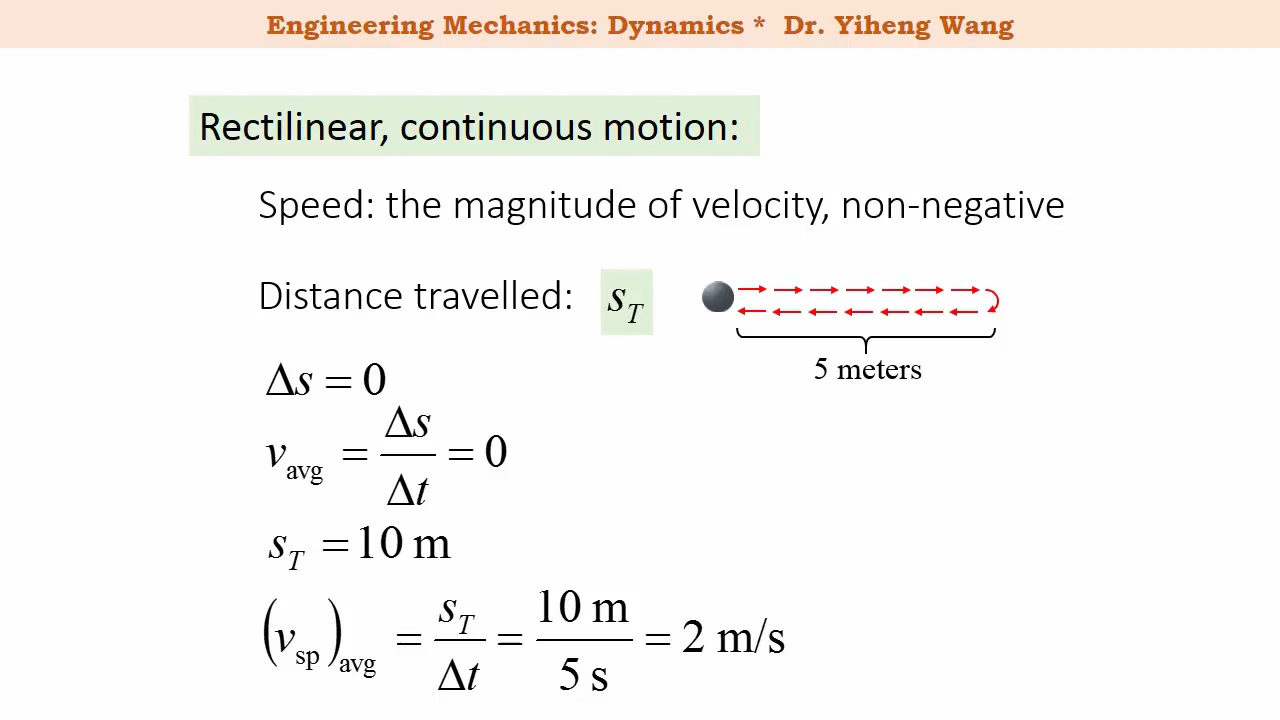 Engineering Mechanics: Dynamics * Dr. Yiheng Wang
Rectilinear, continuous motion:
Speed: the magnitude of velocity, non-negative
Distance travelled: s_T
5 meters
Δs = 0
v_avg = Δs/Δt = 0
s_T = 10 m
(v_sp)_avg = s_T/Δt = 10 m/5 s = 2 m/s